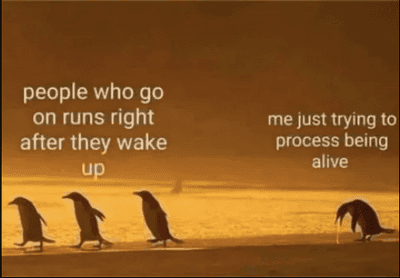 people who go
on runs right
after they wake
up
me just trying to
process being
alive